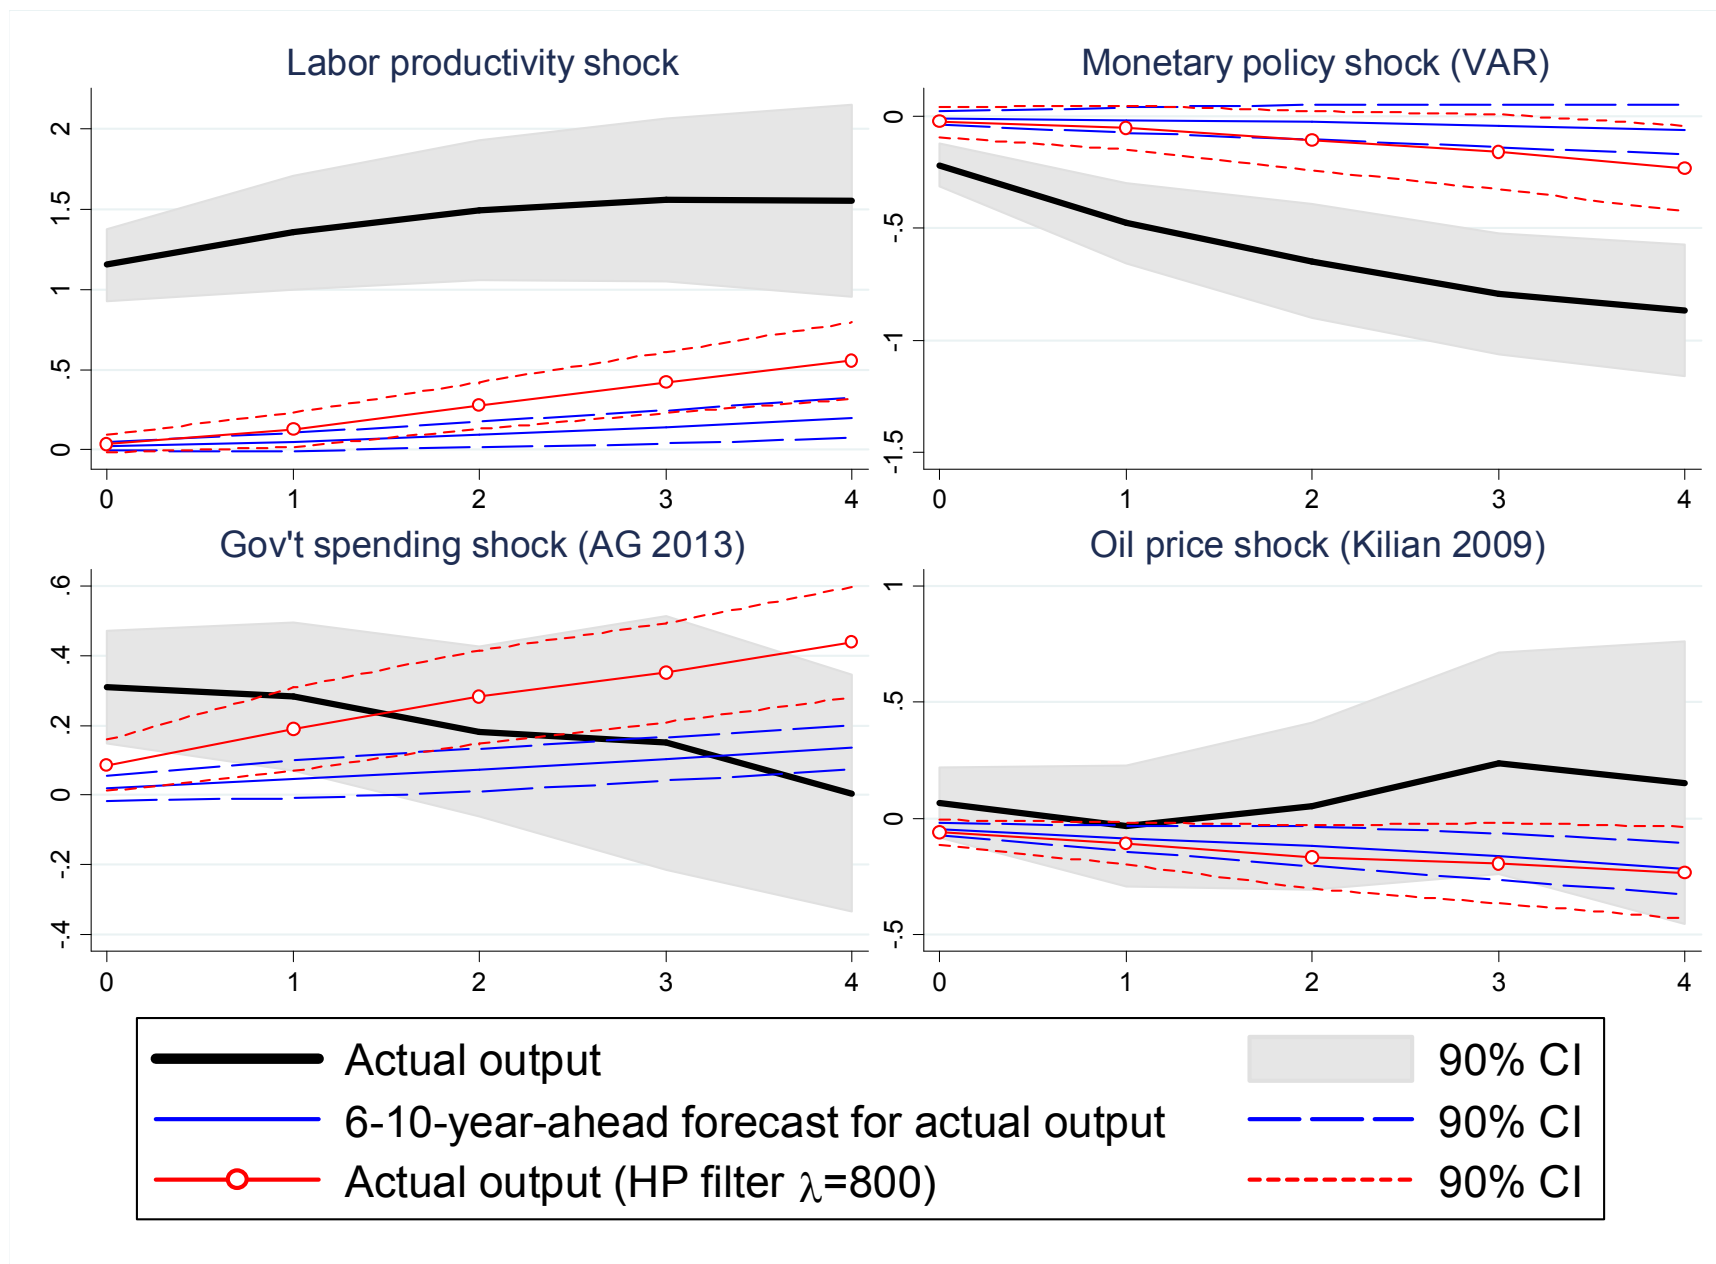 Labor productivity shock
2
1.5
1
.5
0
0 1 2 3 4
Monetary policy shock (VAR)
0
-.5
-1
-1.5
0 1 2 3 4
Gov't spending shock (AG 2013)
.6
.4
.2
0
-.2
-.4
0 1 2 3 4
Oil price shock (Kilian 2009)
1
.5
0
-.5
0 1 2 3 4
Actual output 90% CI
6-10-year-ahead forecast for actual output 90% CI
Actual output (HP filter λ=800) 90% CI